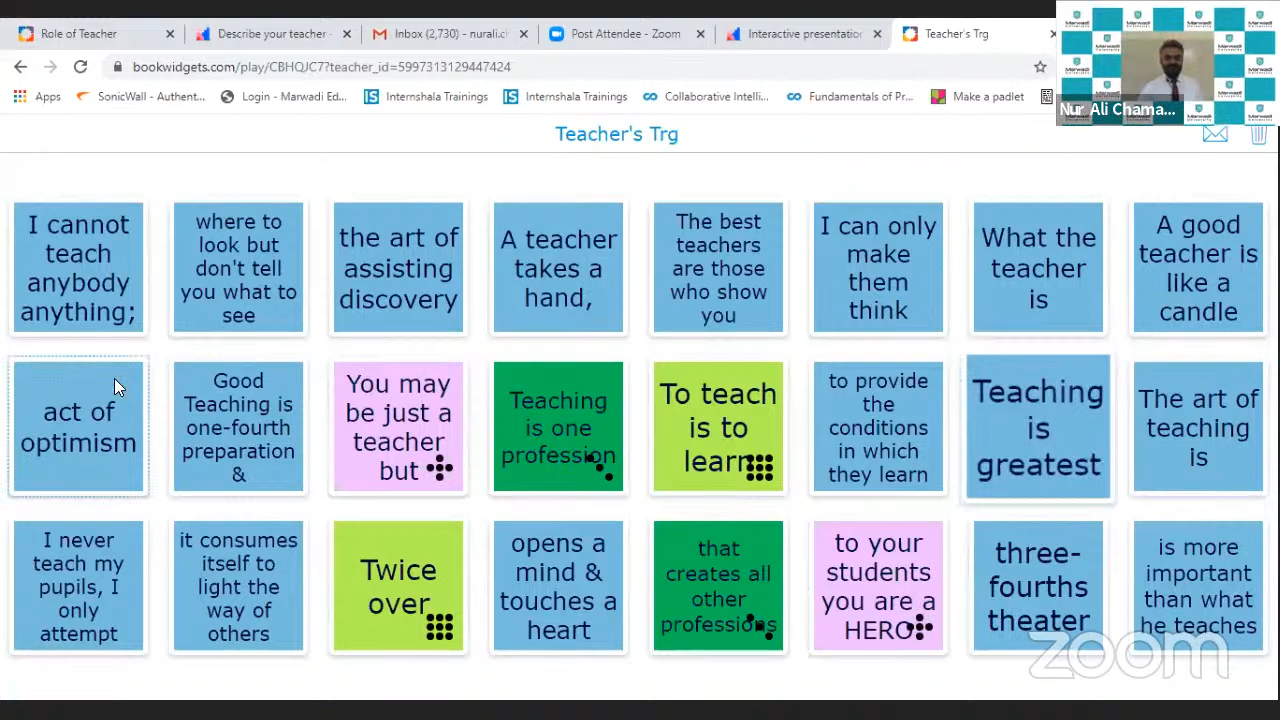 Role of Teacher
Describe your teacher -
Inbox (2,730) - nurali.c
Post Attendee - Zoom
Interactive presentation
Teacher's Trg
Apps
SonicWall - Authent...
Login - Marwadi Ed...
Internshala Trainings
Internshala Trainings
Collaborative Intelli...
Fundamentals of Pr...
Make a padlet
Marwadi
University
Nur Ali Chama...
Teacher's Trg
I cannot
teach
anybody
anything;
where to
look but
don't tell
you what to
see
the art of
assisting
discovery
A teacher
takes a
hand,
The best
teachers
are those
who show
you
I can only
make
them
think
What the
teacher
is
A good
teacher is
like a
candle
act of
optimism
Good
Teaching is
one-fourth
preparation
&
You may
be just a
teacher
but
Teaching
is one
profession
To teach
is to
learn
to provide
the
conditions
in which
they learn
Teaching
is
greatest
The art of
teaching
is
I never
teach my
pupils, I
only
attempt
it consumes
itself to
light the
way of
others
Twice
over
opens a
mind &
touches a
heart
that
creates all
other
professions
to your
students
you are a
HERO
three-
fourths
theater
is more
important
than what
he teaches
zoom